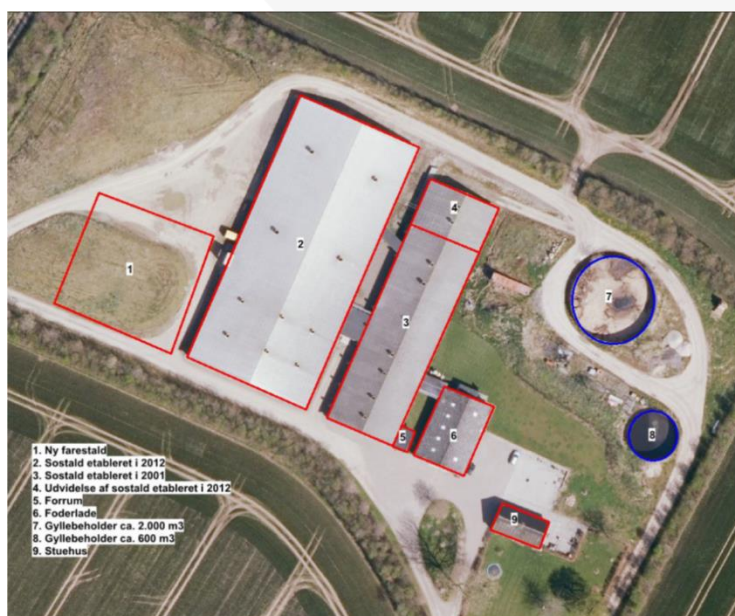 1
2
3
4
5
6
7
8
9
1. Ny farestald
2. Sostald etableret i 2012
3. Sostald etableret i 2001
4. Udvidelse af sostald etableret i 2012
5. Forrum
6. Foderlade
7. Gyllebeholder ca. 2.000 m3
8. Gyllebeholder ca. 600 m3
9. Stuehus